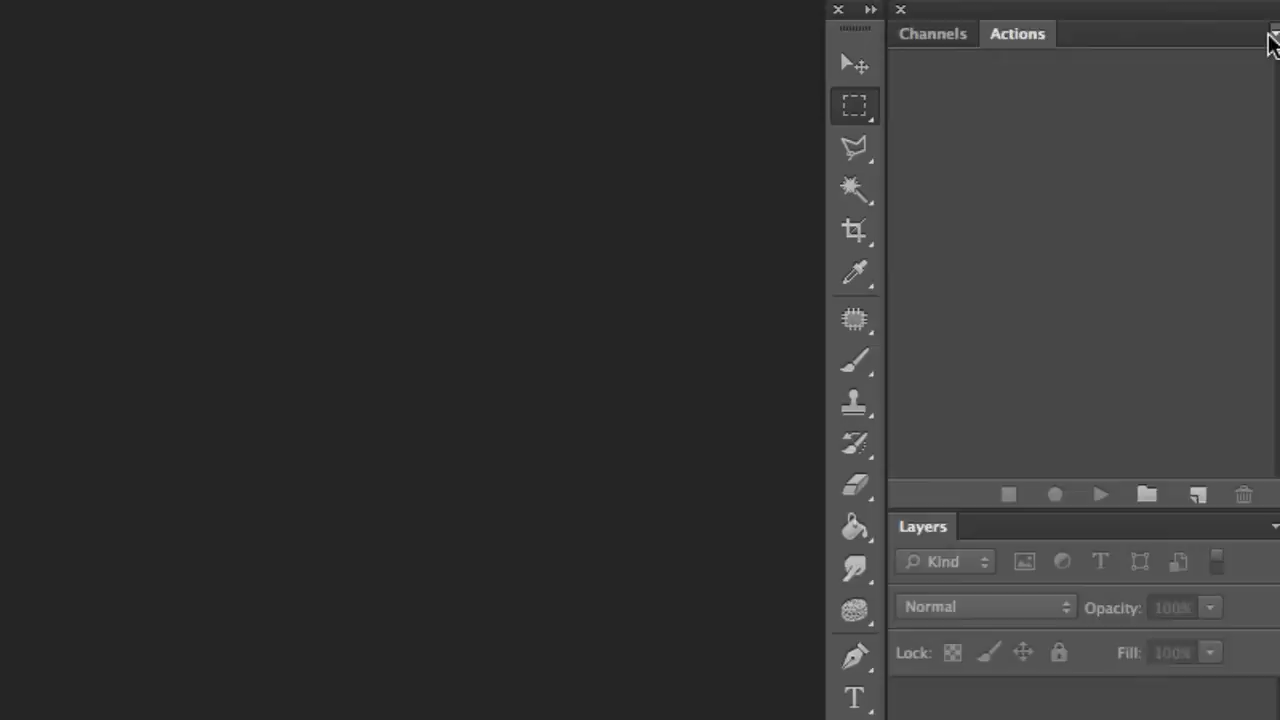 Channels
Actions
Layers
Kind
Normal
Opacity: 100%
Lock:
Fill: 100%